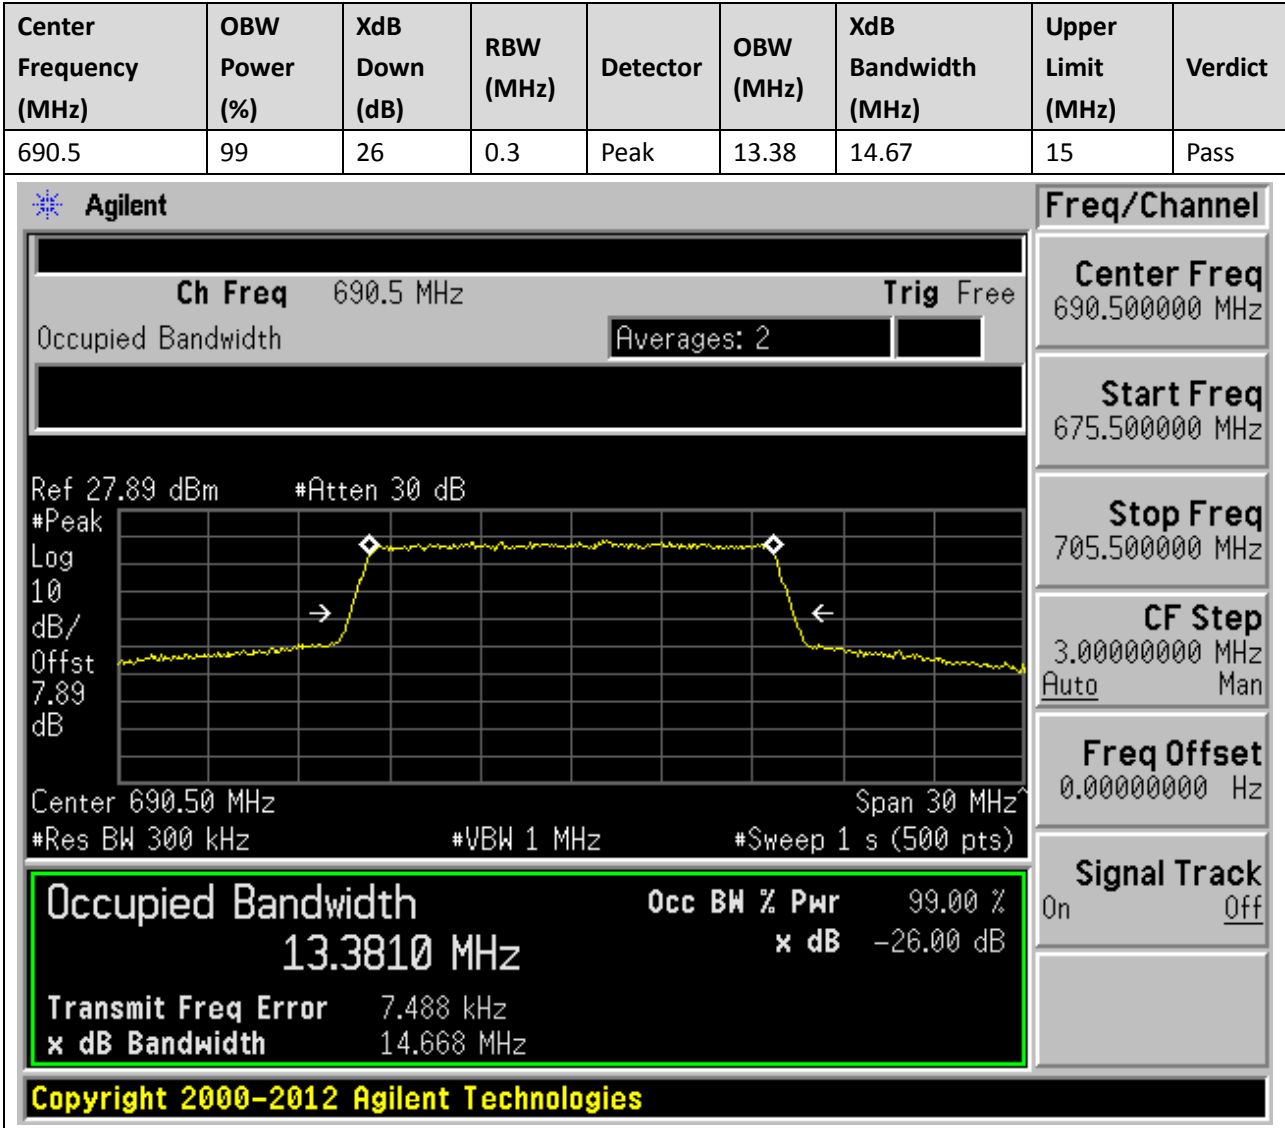 Center Frequency (MHz) OBW Power (%) XdB Down (dB) RBW (MHz) Detector OBW (MHz) XdB Bandwidth (MHz) Upper Limit (MHz) Verdict
690.5 99 26 0.3 Peak 13.38 14.67 15 Pass
Agilent
Freq/Channel
Ch Freq 690.5 MHz Trig Free
Occupied Bandwidth Averages: 2
Center Freq
690.500000 MHz
Start Freq
675.500000 MHz
Stop Freq
705.500000 MHz
CF Step
3.00000000 MHz
Auto Man
Freq Offset
0.00000000 Hz
Signal Track
On Off
Ref 27.89 dBm #Atten 30 dB
#Peak
Log
10
dB/
Offst
7.89
dB
Center 690.50 MHz Span 30 MHz^
#Res BW 300 kHz #VBW 1 MHz #Sweep 1 s (500 pts)
Occupied Bandwidth Occ BW % Pwr 99.00 %
13.3810 MHz x dB -26.00 dB
Transmit Freq Error 7.488 kHz
x dB Bandwidth 14.668 MHz
Copyright 2000-2012 Agilent Technologies